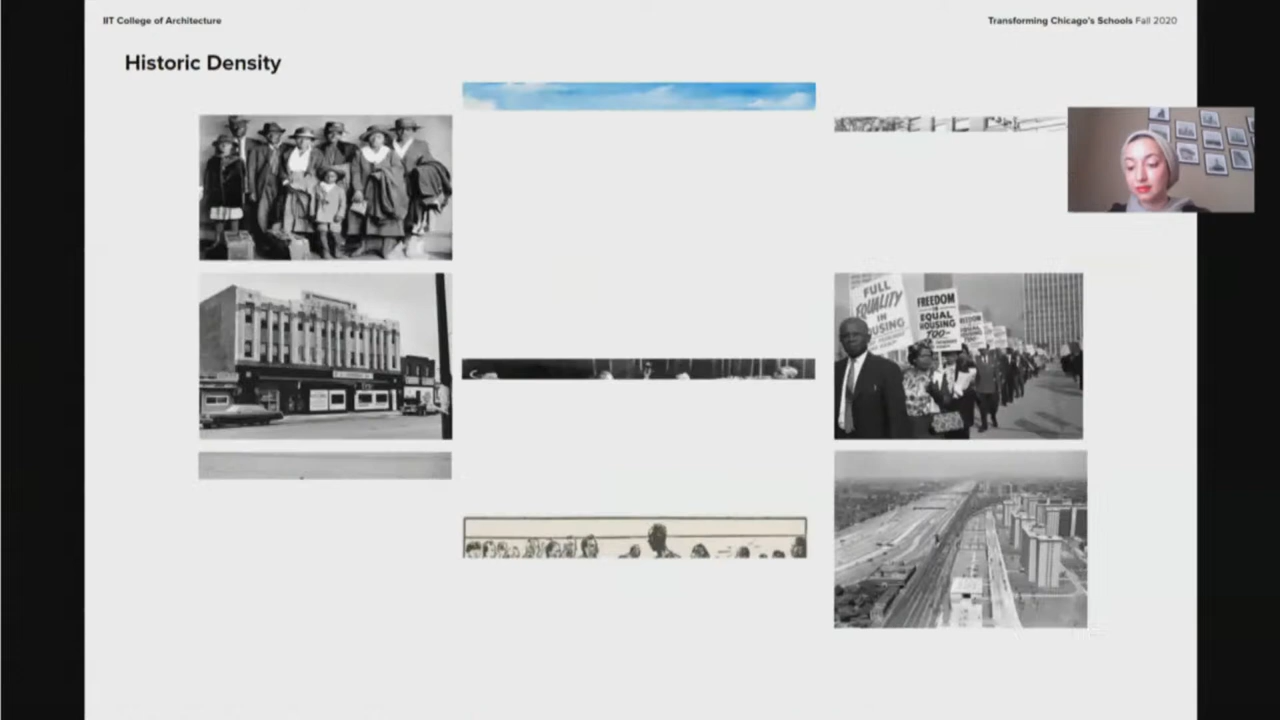 IIT College of Architecture
Transforming Chicago's Schools Fall 2020
Historic Density
FULL
EQUALITY
IN
HOUSING
FREEDOM
IN
EQUAL
HOUSING
TOO